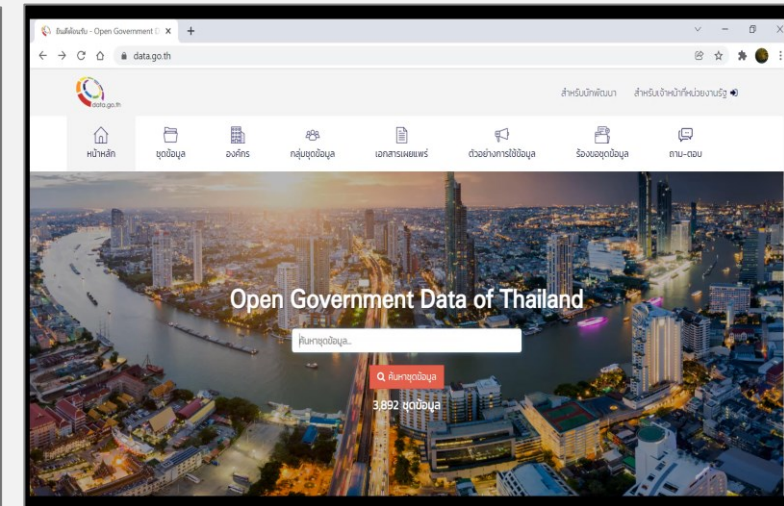 ยินดีต้อนรับ - Open Government D
data.go.th
data.go.th
สำหรับนักพัฒนา สำหรับเจ้าหน้าที่หน่วยงานรัฐ
หน้าหลัก ชุดข้อมูล องค์กร กลุ่มชุดข้อมูล เอกสารเผยแพร่ ตัวอย่างการใช้ข้อมูล ร้องขอชุดข้อมูล ถาม-ตอบ
Open Government Data of Thailand
ค้นหาชุดข้อมูล...
ค้นหาชุดข้อมูล
3,892 ชุดข้อมูล